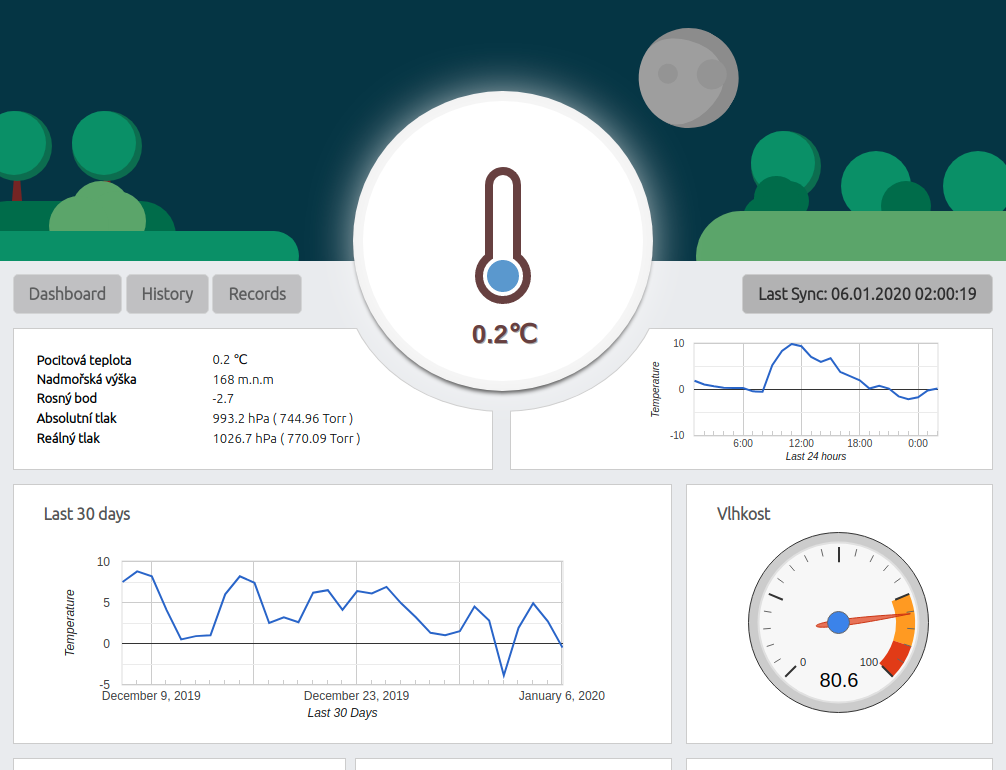 Dashboard
History
Records
Last Sync: 06.01.2020 02:00:19
0.2°C
Pocitová teplota 0.2 °C
Nadmořská výška 168 m.n.m
Rosný bod -2.7
Absolutní tlak 993.2 hPa ( 744.96 Torr )
Reálný tlak 1026.7 hPa ( 770.09 Torr )
Temperature
10
0
-10
6:00 12:00 18:00 0:00
Last 24 hours
Last 30 days
Temperature
10
5
0
-5
December 9, 2019 December 23, 2019 January 6, 2020
Last 30 Days
Vlhkost
0 100
80.6